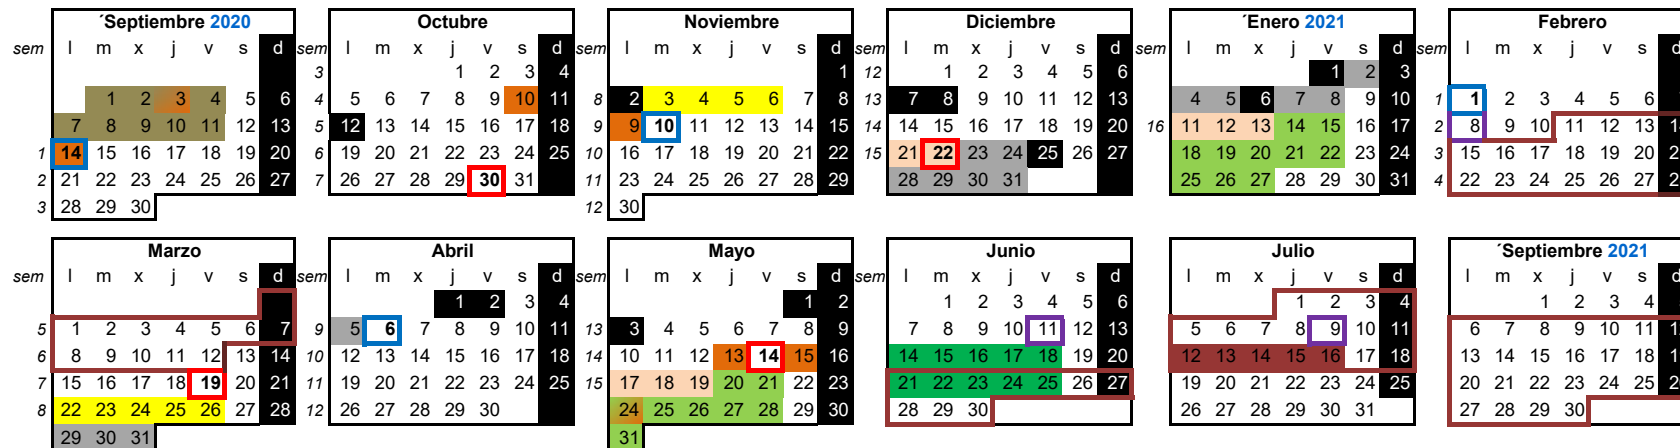 ´Septiembre 2020 Octubre Noviembre Diciembre ´Enero 2021 Febrero
sem l m x j v s d sem l m x j v s d sem l m x j v s d sem l m x j v s d sem l m x j v s d sem l m x j v s
3 1 2 3 4 1 12 1 2 3 4 5 6 1 2 3
1 2 3 4 5 6 4 5 6 7 8 9 10 11 8 2 3 4 5 6 7 8 13 7 8 9 10 11 12 13 4 5 6 7 8 9 10 1 1 2 3 4 5 6
7 8 9 10 11 12 13 5 12 13 14 15 16 17 18 9 9 10 11 12 13 14 15 14 14 15 16 17 18 19 20 16 11 12 13 14 15 16 17 2 8 9 10 11 12 13
1 14 15 16 17 18 19 20 6 19 20 21 22 23 24 25 10 16 17 18 19 20 21 22 15 21 22 23 24 25 26 27 18 19 20 21 22 23 24 3 15 16 17 18 19 20
2 21 22 23 24 25 26 27 7 26 27 28 29 30 31 11 23 24 25 26 27 28 29 28 29 30 31 25 26 27 28 29 30 31 4 22 23 24 25 26 27
3 28 29 30 12 30
Marzo Abril Mayo Junio Julio ´Septiembre 2021
sem l m x j v s d sem l m x j v s d sem l m x j v s d sem l m x j v s d l m x j v s d l m x j v s
1 2 3 4 1 2 1 2 3 4 5 6 1 2 3 4 1 2 3 4
5 1 2 3 4 5 6 7 9 5 6 7 8 9 10 11 13 3 4 5 6 7 8 9 7 8 9 10 11 12 13 5 6 7 8 9 10 11 6 7 8 9 10 11
6 8 9 10 11 12 13 14 10 12 13 14 15 16 17 18 14 10 11 12 13 14 15 16 14 15 16 17 18 19 20 12 13 14 15 16 17 18 13 14 15 16 17 18
7 15 16 17 18 19 20 21 11 19 20 21 22 23 24 25 15 17 18 19 20 21 22 23 21 22 23 24 25 26 27 19 20 21 22 23 24 25 20 21 22 23 24 25
8 22 23 24 25 26 27 28 12 26 27 28 29 30 24 25 26 27 28 29 30 28 29 30 26 27 28 29 30 31 27 28 29 30
29 30 31 31